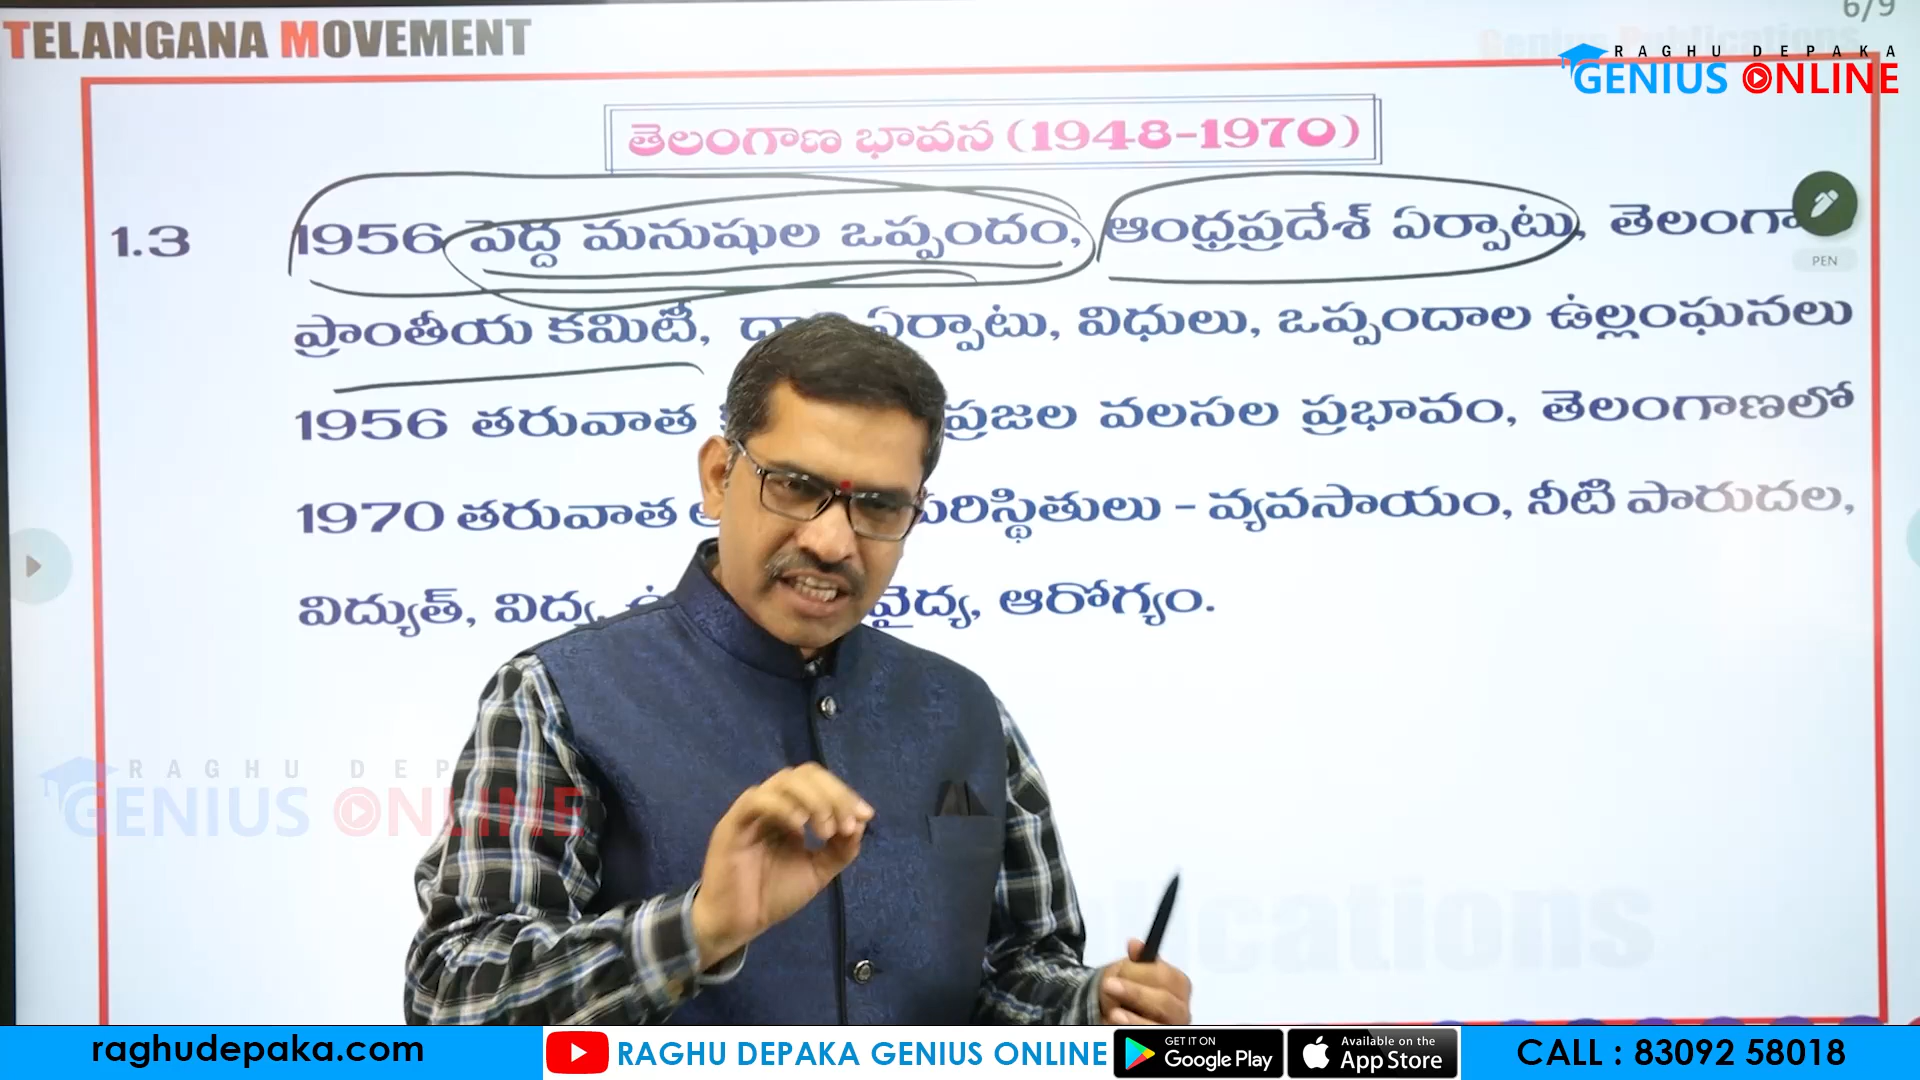 TELANGANA MOVEMENT
6/9
Genius Publications
RAGHU DEPAKA
GENIUS ONLINE
తెలంగాణ భావన (1948-1970)
1.3 1956 పెద్ద మనుషుల ఒప్పందం, ఆంధ్రప్రదేశ్ ఏర్పాటు, తెలంగా
PEN
ప్రాంతీయ కమిటీ, ఏర్పాటు, విధులు, ఒప్పందాల ఉల్లంఘనలు
1956 తరువాత ప్రజల వలసల ప్రభావం, తెలంగాణలో
1970 తరువాత పరిస్థితులు - వ్యవసాయం, నీటి పారుదల,
విద్యుత్, విద్య, వైద్య, ఆరోగ్యం.
RAGHU DEP
GENIUS ONLINE
blications
raghudepaka.com
RAGHU DEPAKA GENIUS ONLINE
GET IT ON
Google Play
Available on the
App Store
CALL : 83092 58018